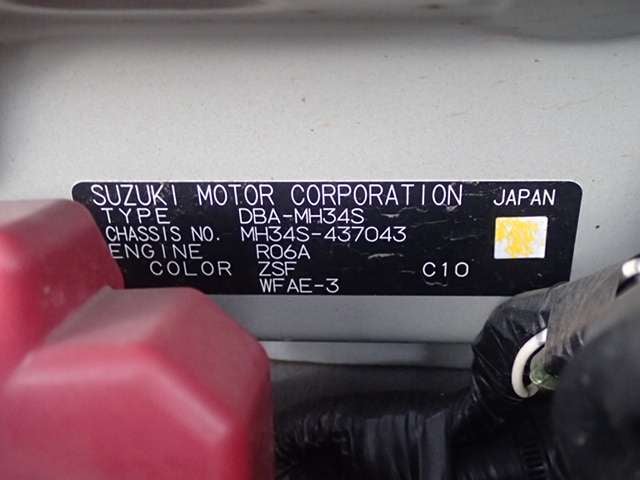 SUZUKI MOTOR CORPORATION JAPAN
TYPE DBA-MH34S
CHASSIS NO. MH34S-437043
ENGINE R06A
COLOR ZSF C10
WFAE-3